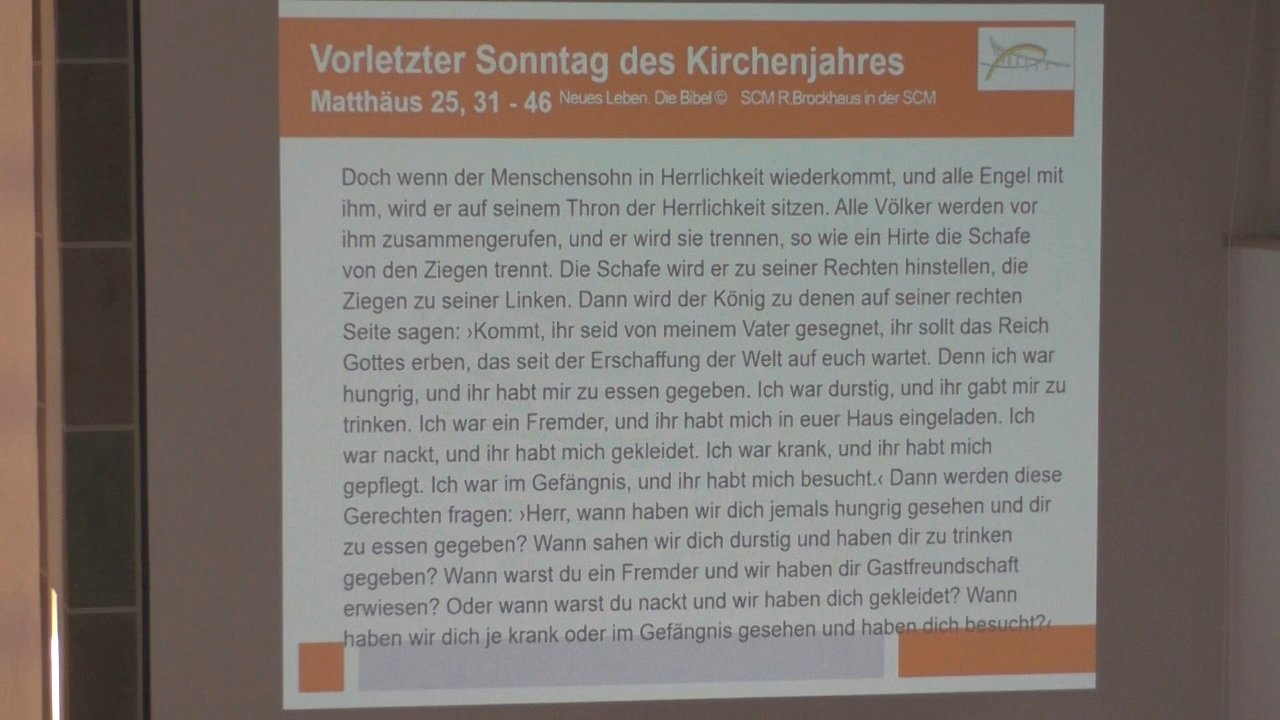 Vorletzter Sonntag des Kirchenjahres
Matthäus 25, 31 - 46 Neues Leben. Die Bibel © SCM R.Brockhaus in der SCM
Doch wenn der Menschensohn in Herrlichkeit wiederkommt, und alle Engel mit
ihm, wird er auf seinem Thron der Herrlichkeit sitzen. Alle Völker werden vor
ihm zusammengerufen, und er wird sie trennen, so wie ein Hirte die Schafe
von den Ziegen trennt. Die Schafe wird er zu seiner Rechten hinstellen, die
Ziegen zu seiner Linken. Dann wird der König zu denen auf seiner rechten
Seite sagen: ›Kommt, ihr seid von meinem Vater gesegnet, ihr sollt das Reich
Gottes erben, das seit der Erschaffung der Welt auf euch wartet. Denn ich war
hungrig, und ihr habt mir zu essen gegeben. Ich war durstig, und ihr gabt mir zu
trinken. Ich war ein Fremder, und ihr habt mich in euer Haus eingeladen. Ich
war nackt, und ihr habt mich gekleidet. Ich war krank, und ihr habt mich
gepflegt. Ich war im Gefängnis, und ihr habt mich besucht.‹ Dann werden diese
Gerechten fragen: ›Herr, wann haben wir dich jemals hungrig gesehen und dir
zu essen gegeben? Wann sahen wir dich durstig und haben dir zu trinken
gegeben? Wann warst du ein Fremder und wir haben dir Gastfreundschaft
erwiesen? Oder wann warst du nackt und wir haben dich gekleidet? Wann
haben wir dich je krank oder im Gefängnis gesehen und haben dich besucht?‹